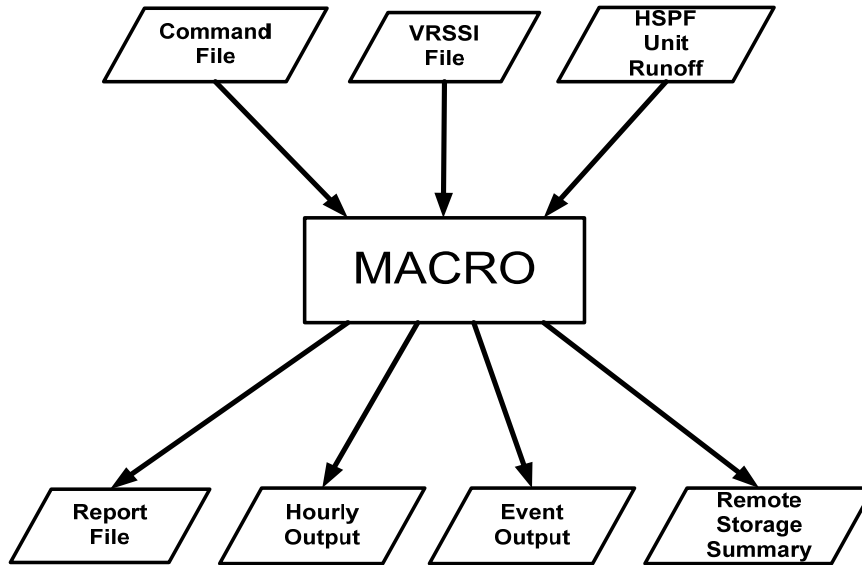 Command
File
VRSSI
File
HSPF
Unit
Runoff
MACRO
Report
File
Hourly
Output
Event
Output
Remote
Storage
Summary